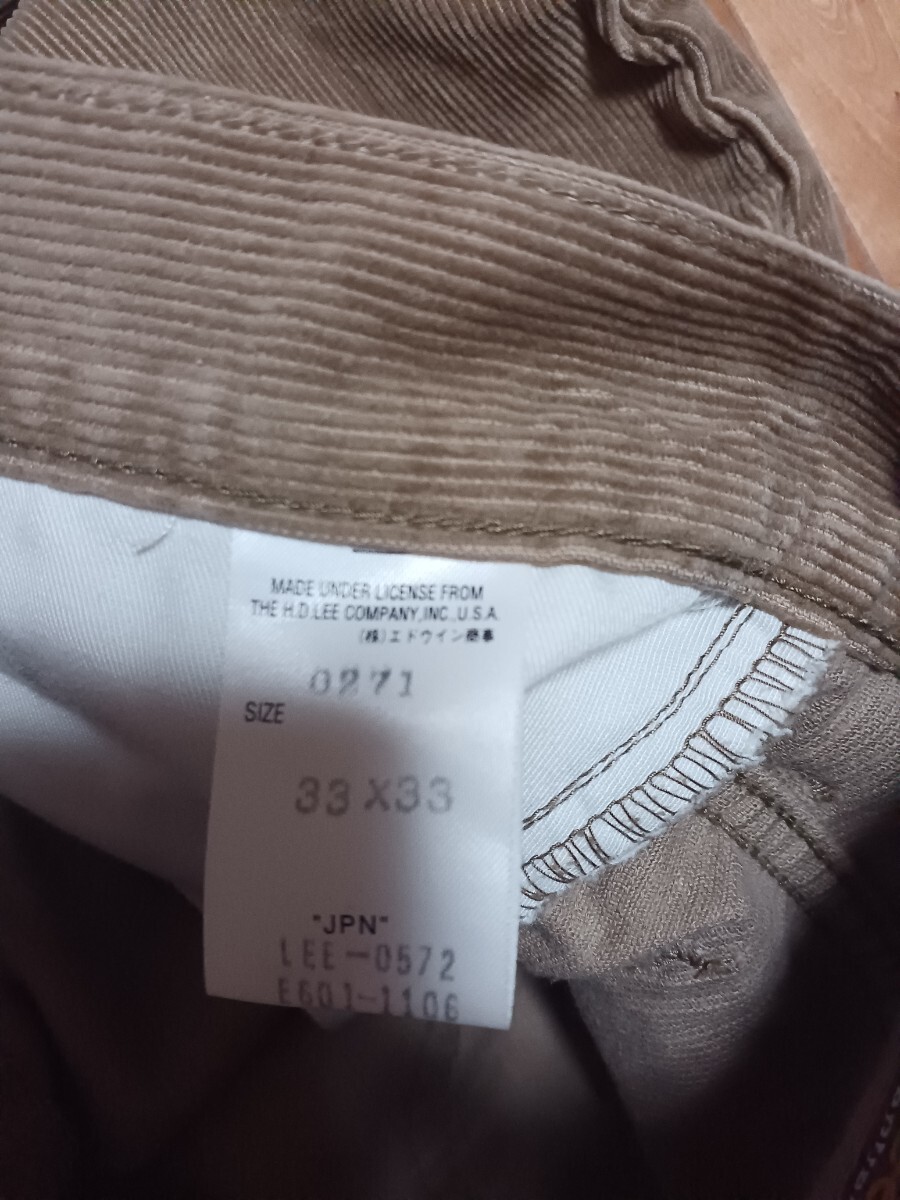 MADE UNDER LICENSE FROM
THE H.D.LEE COMPANY,INC.,U.S.A.
(株)エドウイン商事
0271
SIZE
33X33
"JPN"
LEE-0572
E601-1106